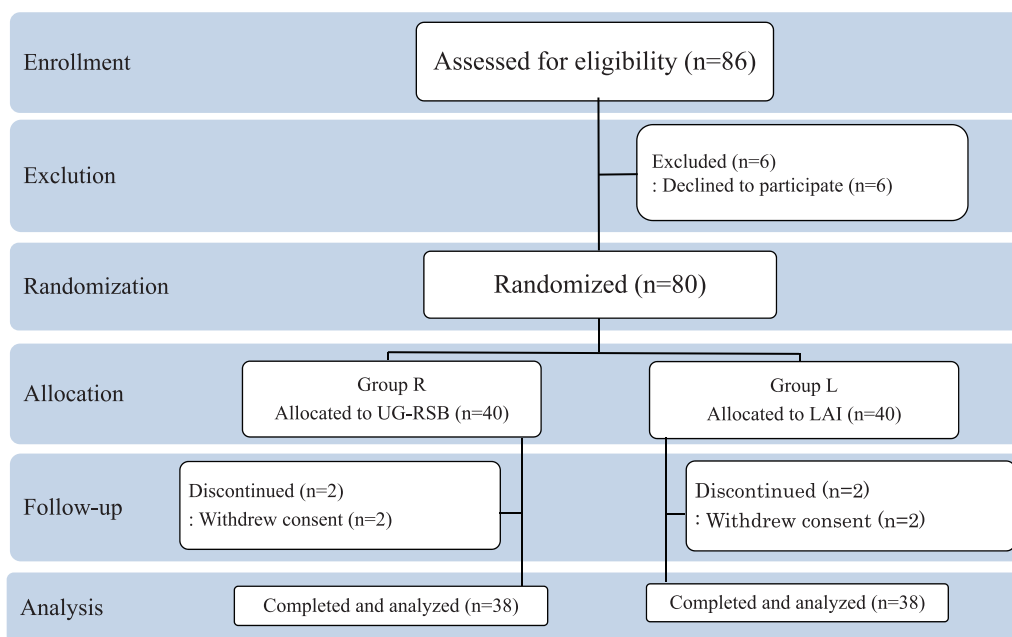 Enrollment
Assessed for eligibility (n=86)
Exclution
Excluded (n=6)
: Declined to participate (n=6)
Randomization
Randomized (n=80)
Allocation
Group R
Allocated to UG-RSB (n=40)
Group L
Allocated to LAI (n=40)
Follow-up
Discontinued (n=2)
: Withdrew consent (n=2)
Discontinued (n=2)
: Withdrew consent (n=2)
Analysis
Completed and analyzed (n=38)
Completed and analyzed (n=38)